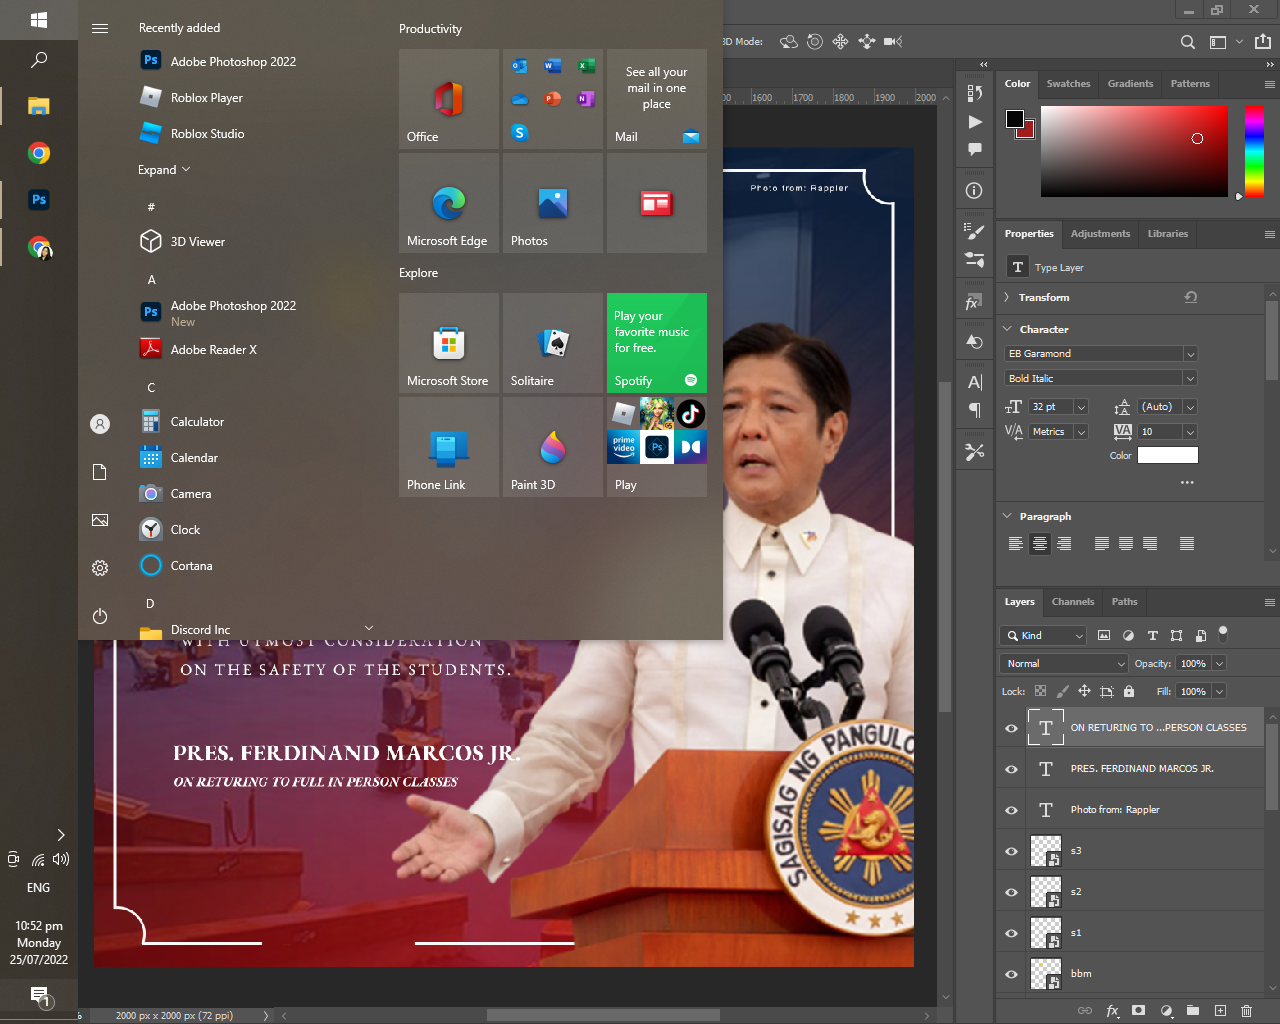 Recently added
Adobe Photoshop 2022
Roblox Player
Roblox Studio
Expand
#
3D Viewer
A
Adobe Photoshop 2022
New
Adobe Reader X
C
Calculator
Calendar
Camera
Clock
Cortana
D
Discord Inc
Productivity
Office
See all your
mail in one
place
Mail
Microsoft Edge
Photos
Explore
Microsoft Store
Solitaire
Play your
favorite music
for free.
Spotify
Phone Link
Paint 3D
prime
video
Play
ENG
10:52 pm
Monday
25/07/2022
1
3D Mode:
1600
1700
1800
1900
2000
Photo from: Rappler
WITH UTMOST CONSIDERATION
ON THE SAFETY OF THE STUDENTS.
PRES. FERDINAND MARCOS JR.
ON RETURING TO FULL IN PERSON CLASSES
SAGISAG NG PANGULO
%
2000 px x 2000 px (72 ppi)
Color
Swatches
Gradients
Patterns
Properties
Adjustments
Libraries
Type Layer
Transform
Character
EB Garamond
Bold Italic
32 pt
(Auto)
Metrics
10
Color
Paragraph
Layers
Channels
Paths
Kind
Normal
Opacity:
100%
Lock:
Fill:
100%
ON RETURING TO ...PERSON CLASSES
PRES. FERDINAND MARCOS JR.
Photo from: Rappler
s3
s2
s1
bbm